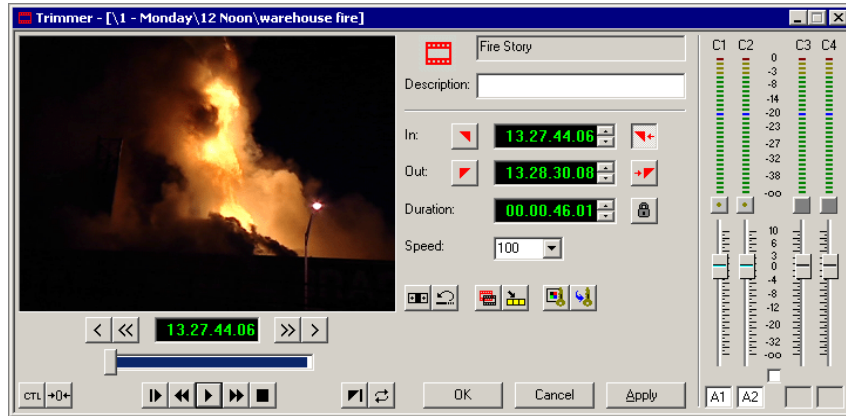 Trimmer - [\1 - Monday\12 Noon\warehouse fire]
Fire Story
Description:
In: 13.27.44.06
Out: 13.28.30.08
Duration: 00.00.46.01
Speed: 100
< << 13.27.44.06 >> >
CTL →0←
OK Cancel Apply
C1 C2 C3 C4
0
-3
-8
-14
-20
-23
-27
-32
-38
-oo
10
6
3
0
-4
-8
-12
-20
-32
-oo
A1 A2